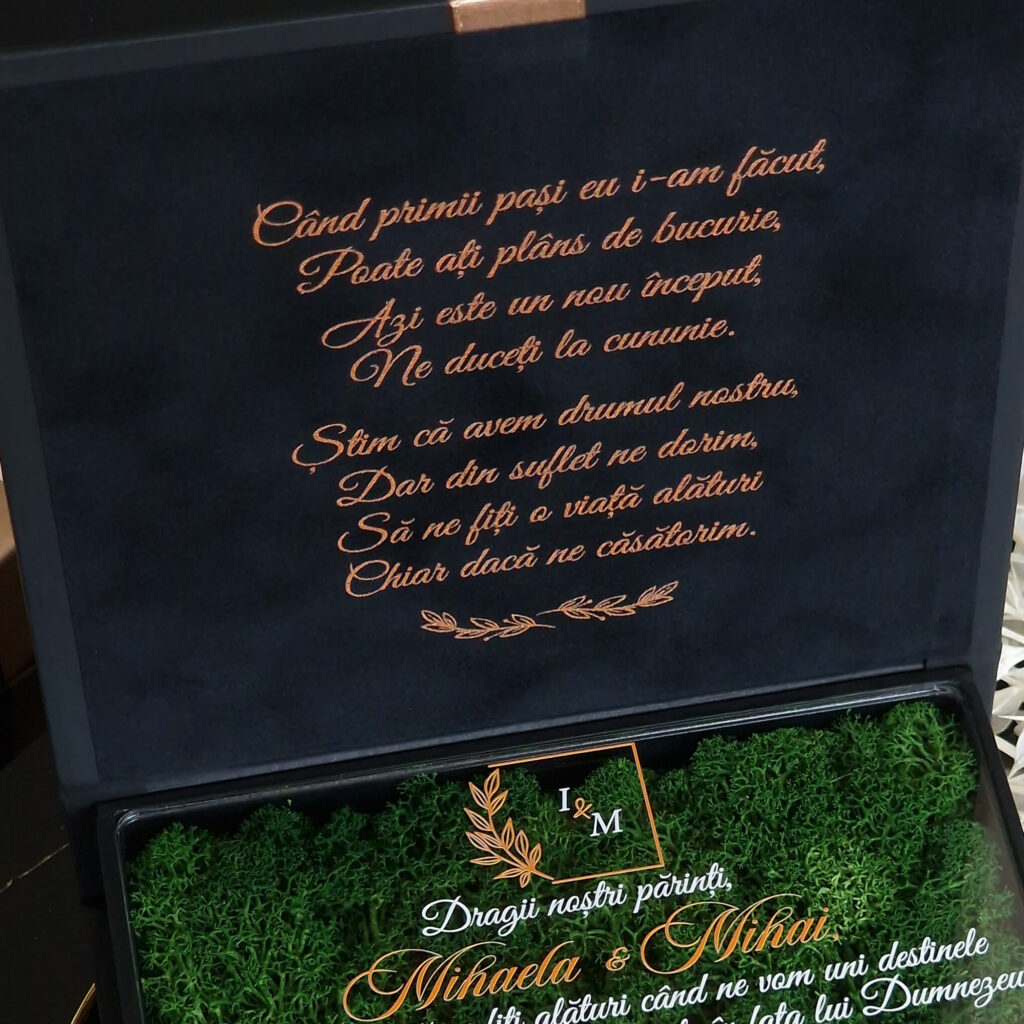 Când primii pași eu i-am făcut,
Poate ați plâns de bucurie,
Azi este un nou început,
Ne duceți la cununie.
Știm că avem drumul nostru,
Dar din suflet ne dorim,
Să ne fiți o viață alături
Chiar dacă ne căsătorim.
I&M
Dragii noștri părinți,
Mihaela & Mihai,
fiți alături când ne vom uni destinele
în fața lui Dumnezeu